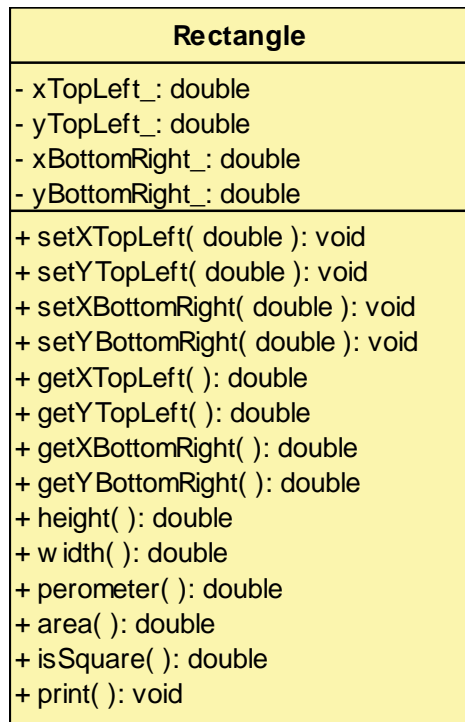 Rectangle
- xTopLeft_: double
- yTopLeft_: double
- xBottomRight_: double
- yBottomRight_: double
+ setXTopLeft( double ): void
+ setYTopLeft( double ): void
+ setXBottomRight( double ): void
+ setYBottomRight( double ): void
+ getXTopLeft( ): double
+ getYTopLeft( ): double
+ getXBottomRight( ): double
+ getYBottomRight( ): double
+ height( ): double
+ width( ): double
+ perometer( ): double
+ area( ): double
+ isSquare( ): double
+ print( ): void